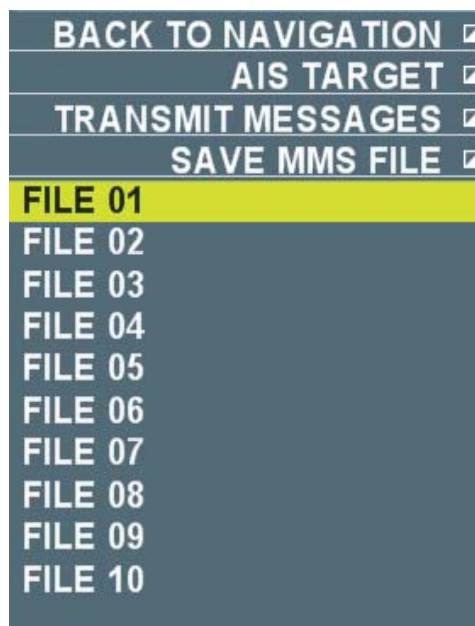 BACK TO NAVIGATION
AIS TARGET
TRANSMIT MESSAGES
SAVE MMS FILE
FILE 01
FILE 02
FILE 03
FILE 04
FILE 05
FILE 06
FILE 07
FILE 08
FILE 09
FILE 10